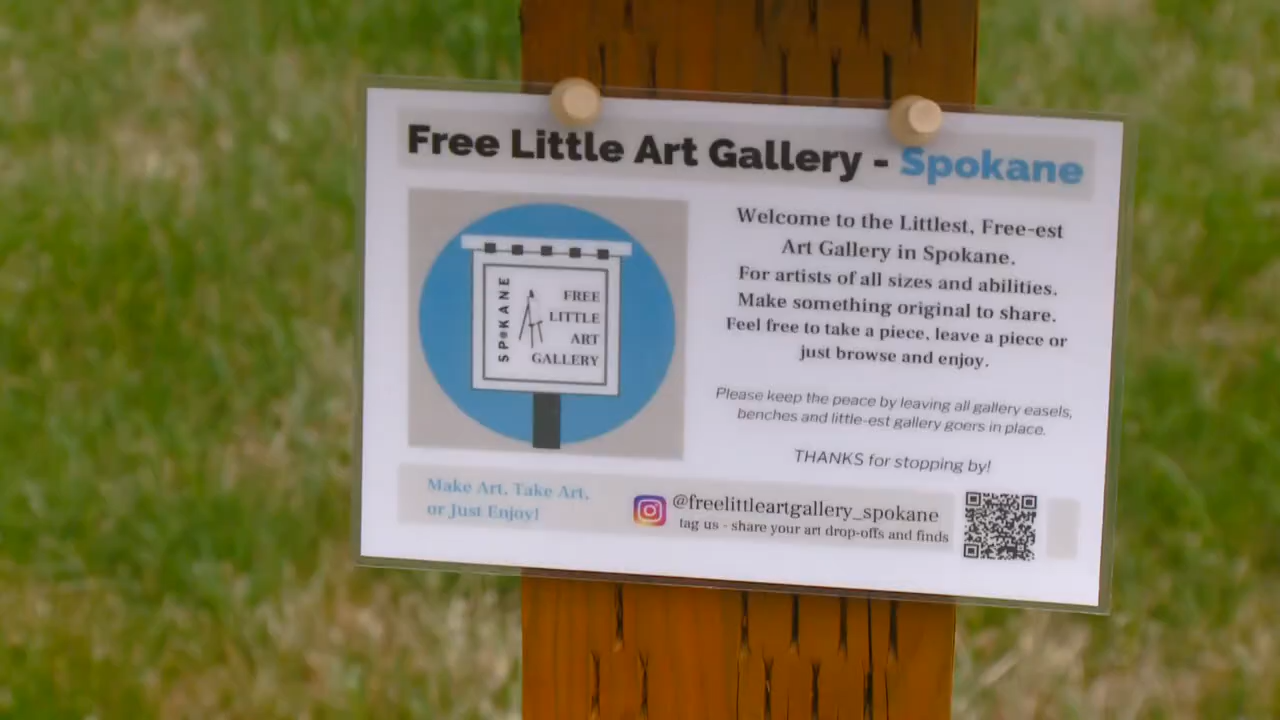 Free Little Art Gallery - Spokane
SPOKANE
FREE
LITTLE
ART
GALLERY
Welcome to the Littlest, Free-est
Art Gallery in Spokane.
For artists of all sizes and abilities.
Make something original to share.
Feel free to take a piece, leave a piece or
just browse and enjoy.
Please keep the peace by leaving all gallery easels,
benches and little-est gallery goers in place.
THANKS for stopping by!
Make Art, Take Art,
or Just Enjoy!
@freelittleartgallery_spokane
tag us - share your art drop-offs and finds